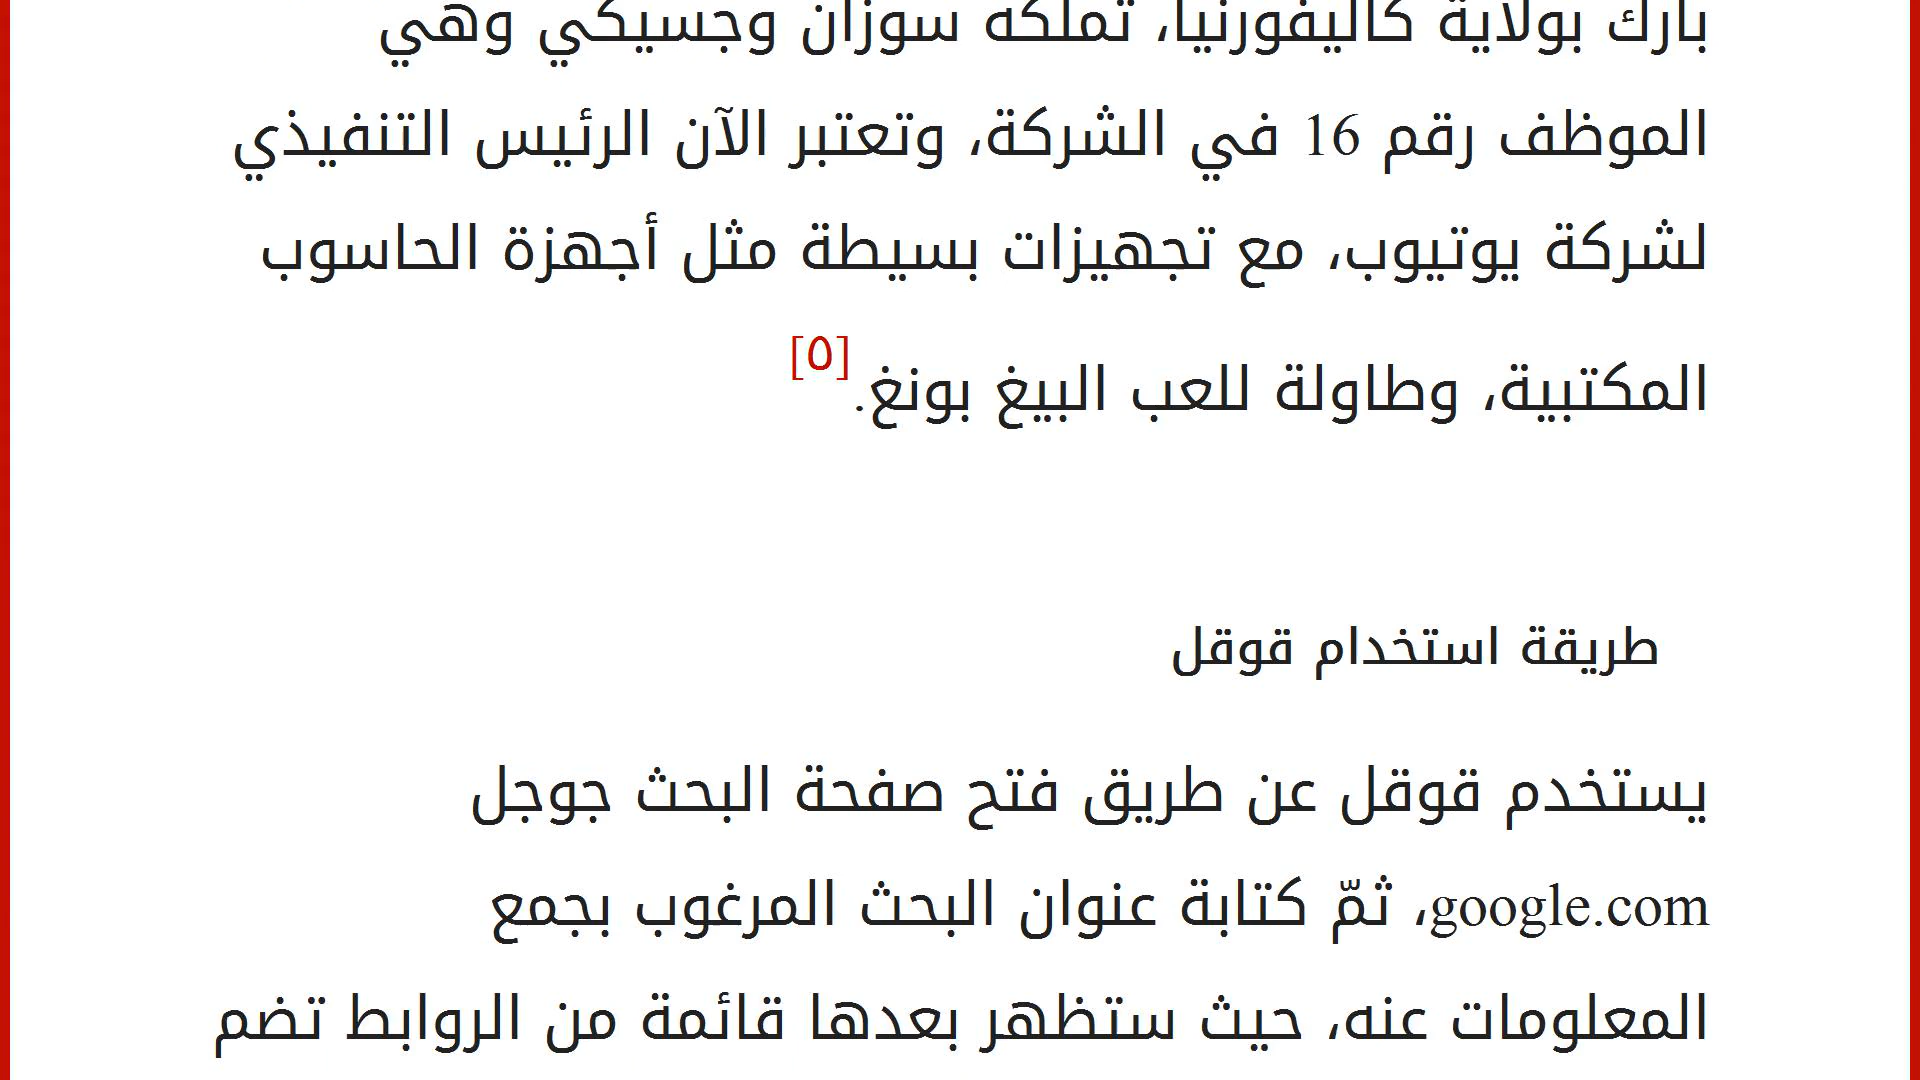 بارك بولاية كاليفورنيا، تملكه سوزان وجسيكي وهي
الموظف رقم 16 في الشركة، وتعتبر الآن الرئيس التنفيذي
لشركة يوتيوب، مع تجهيزات بسيطة مثل أجهزة الحاسوب
المكتبية، وطاولة للعب البيغ بونغ.[٥]
طريقة استخدام قوقل
يستخدم قوقل عن طريق فتح صفحة البحث جوجل
google.com، ثمّ كتابة عنوان البحث المرغوب بجمع
المعلومات عنه، حيث ستظهر بعدها قائمة من الروابط تضم